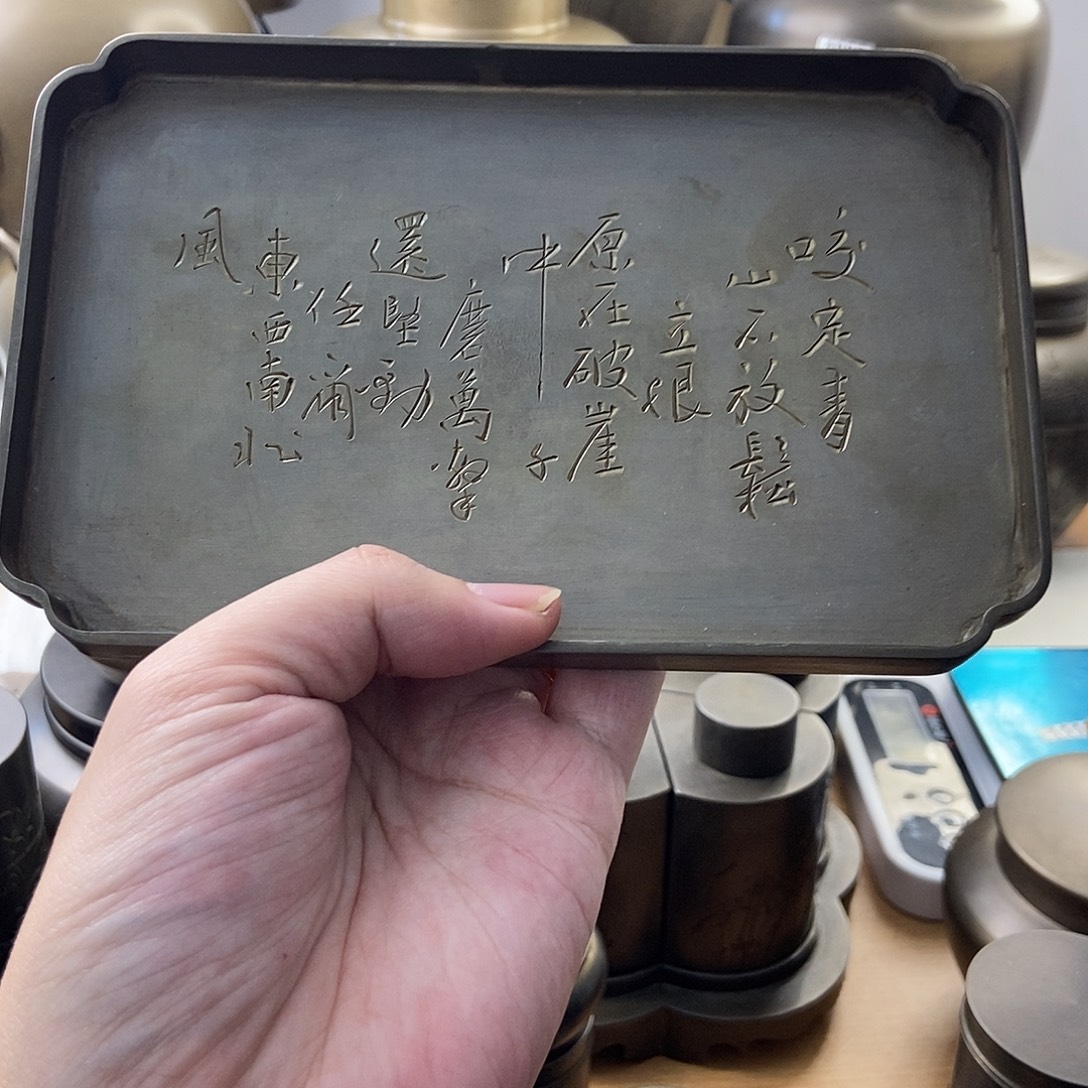 咬定青
山不放鬆
立根
原在破崖
中千
磨萬擊
還堅勁
任爾
東西南北
風